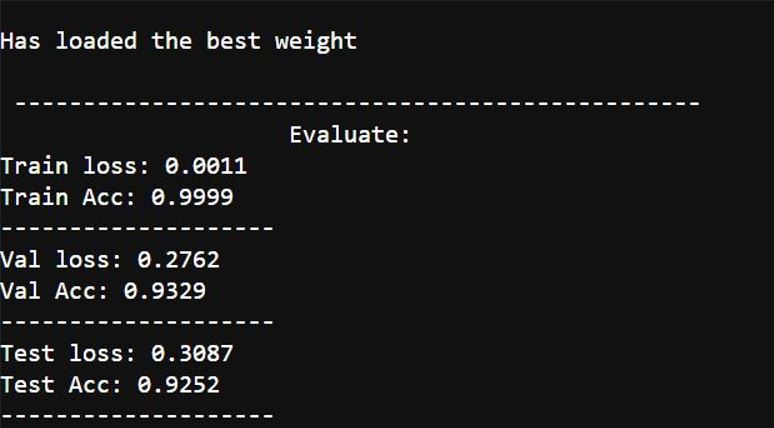 Has loaded the best weight
--------------------------------------------------
Evaluate:
Train loss: 0.0011
Train Acc: 0.9999
--------------------
Val loss: 0.2762
Val Acc: 0.9329
--------------------
Test loss: 0.3087
Test Acc: 0.9252
--------------------